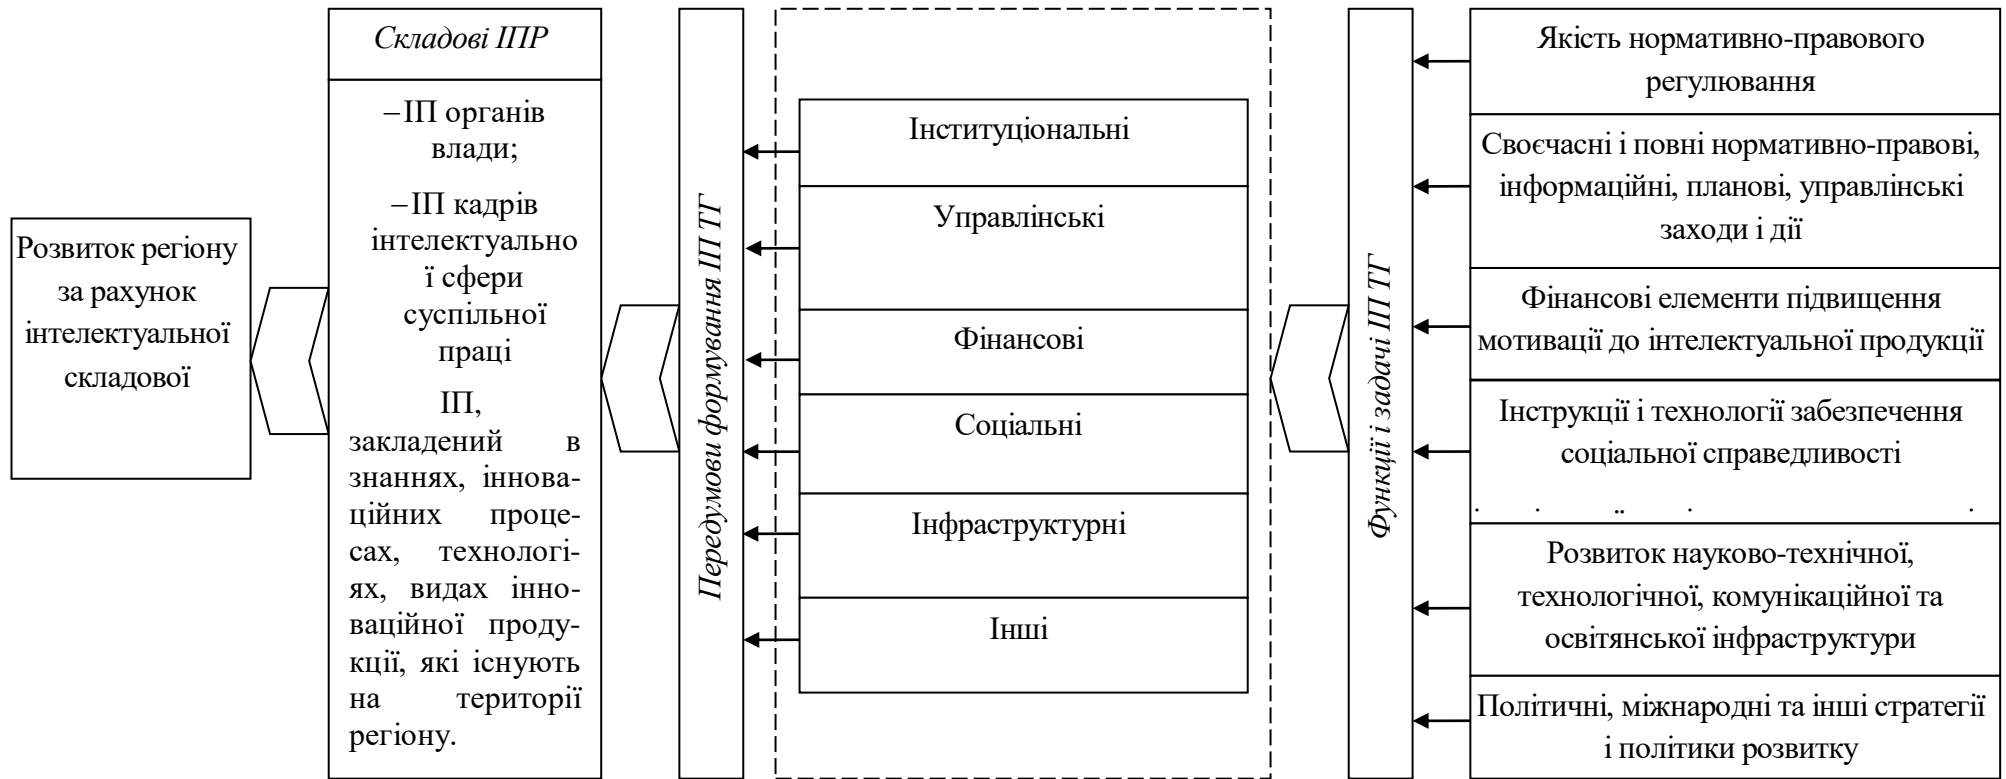 Розвиток регіону
за рахунок
інтелектуальної
складової
Складові ІПР
–ІП органів
влади;
–ІП кадрів
інтелектуально
ї сфери
суспільної
праці
ІП,
закладений в
знаннях, іннова-
ційних проце-
сах, технологі-
ях, видах інно-
ваційної проду-
кції, які існують
на території
регіону.
Передумови формування ІП ТГ
Інституціональні
Управлінські
Фінансові
Соціальні
Інфраструктурні
Інші
Функції і задачі ІП ТГ
Якість нормативно-правового
регулювання
Своєчасні і повні нормативно-правові,
інформаційні, планові, управлінські
заходи і дії
Фінансові елементи підвищення
мотивації до інтелектуальної продукції
Інструкції і технології забезпечення
соціальної справедливості
Розвиток науково-технічної,
технологічної, комунікаційної та
освітянської інфраструктури
Політичні, міжнародні та інші стратегії
і політики розвитку